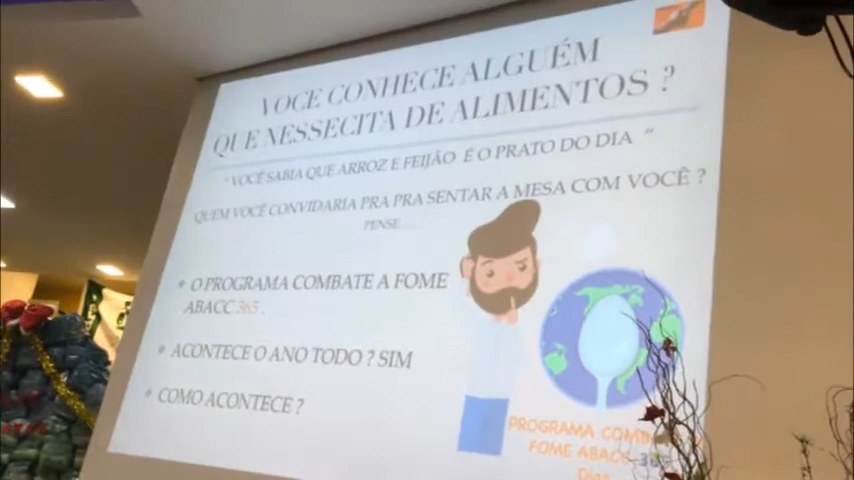 VOCE CONHECE ALGUÉM
QUE NESSECITA DE ALIMENTOS ?
" VOCÊ SABIA QUE ARROZ E FEIJÃO É O PRATO DO DIA "
QUEM VOCÊ CONVIDARIA PRA PRA SENTAR A MESA COM VOCÊ ?
PENSE....
O PROGRAMA COMBATE A FOME
ABACC 365 .
ACONTECE O ANO TODO ? SIM
COMO ACONTECE ?
PROGRAMA
FOME ABACC
Dias